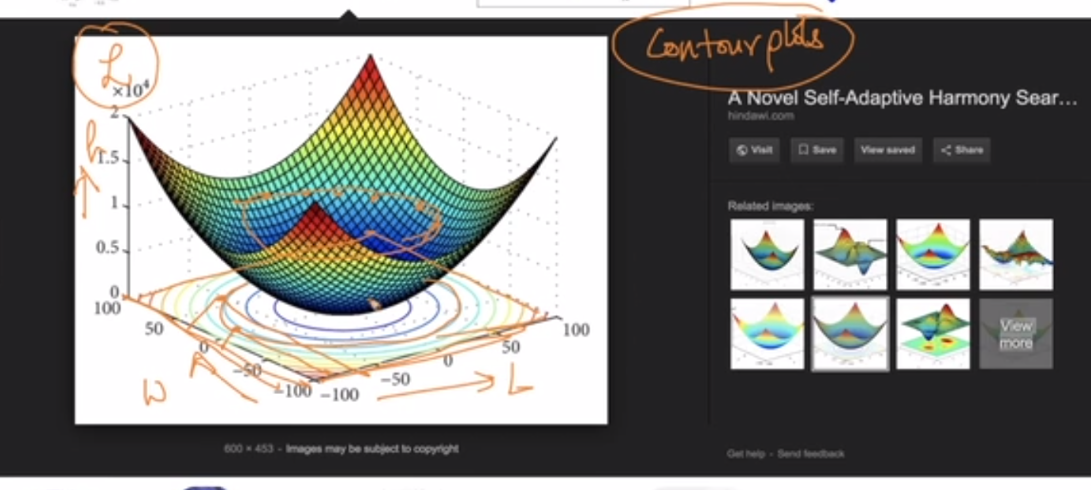 Contour plots
L
×10⁴
2
h
1.5
1
0.5
0
100
50
0
−50
−100
−100
−50
0
50
100
W
L
600 × 453 - Images may be subject to copyright
A Novel Self-Adaptive Harmony Sear...
hindawi.com
Visit
Save
View saved
Share
Related images:
View
more
Get help - Send feedback